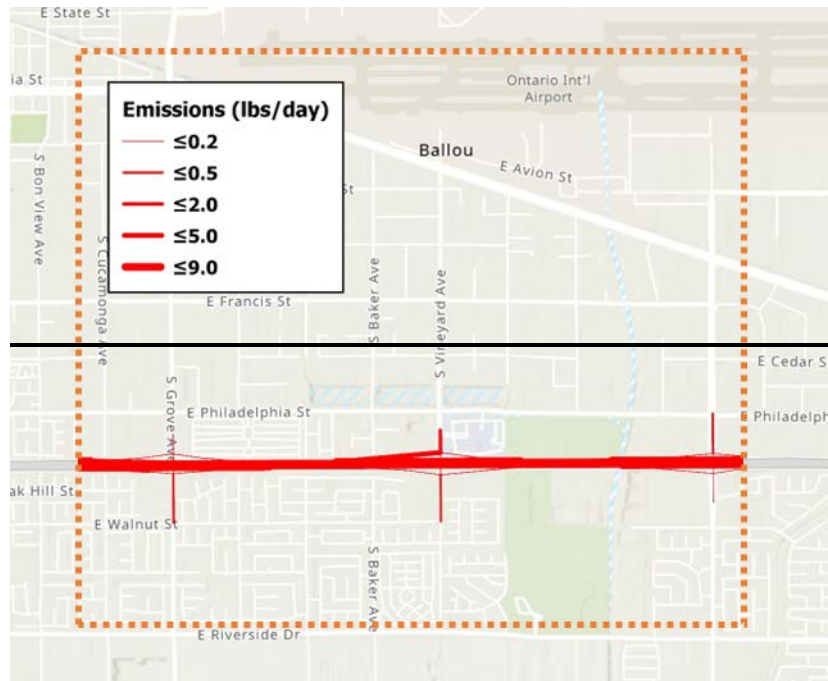 E State St
ia St
Ontario Int'l
Airport
Emissions (lbs/day)
≤0.2
≤0.5
≤2.0
≤5.0
≤9.0
Ballou
E Avion St
St
S Bon View Ave
S Cucamonga Ave
E Francis St
S Baker Ave
S Vineyard Ave
E Cedar S
S Grove Ave
E Philadelphia St
E Philadelph
ak Hill St
E Walnut St
S Baker Ave
E Riverside Dr